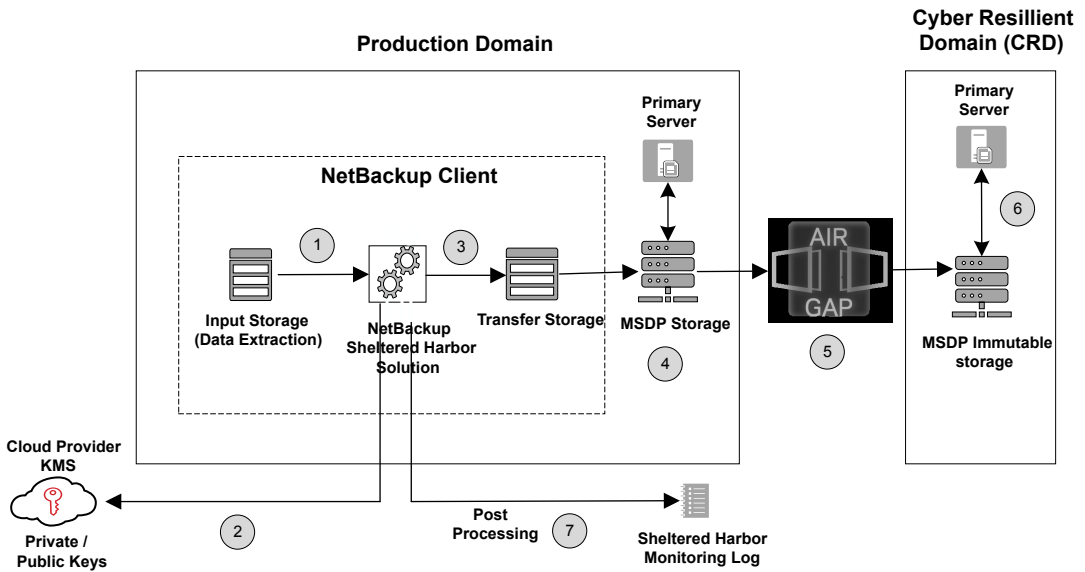 Cyber Resillient
Domain (CRD)
Production Domain
Primary
Server
Primary
Server
NetBackup Client
6
1
3
AIR
GAP
Input Storage
(Data Extraction)
NetBackup
Sheltered Harbor
Solution
Transfer Storage
MSDP Storage
MSDP Immutable
storage
4
5
Cloud Provider
KMS
Private /
Public Keys
2
Post
Processing
7
Sheltered Harbor
Monitoring Log